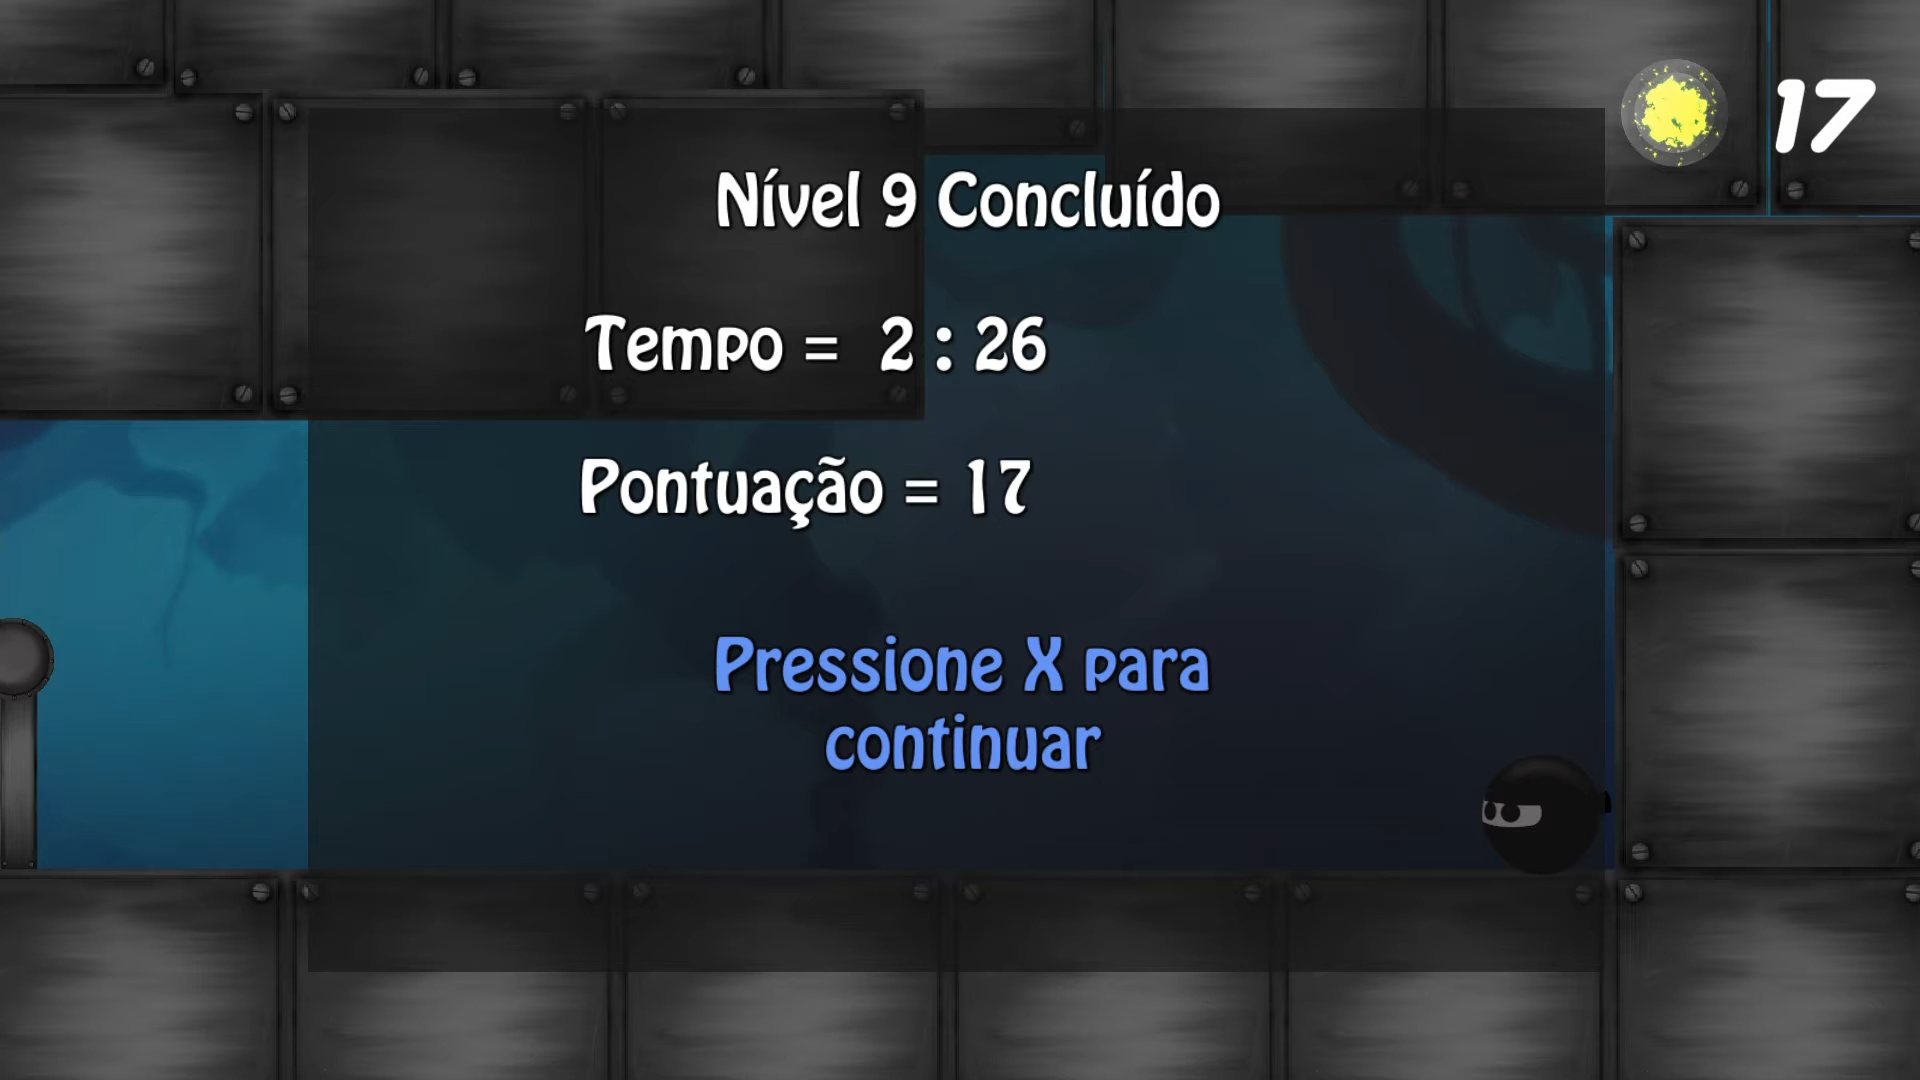 17
Nível 9 Concluído
Tempo = 2 : 26
Pontuação = 17
Pressione X para
continuar